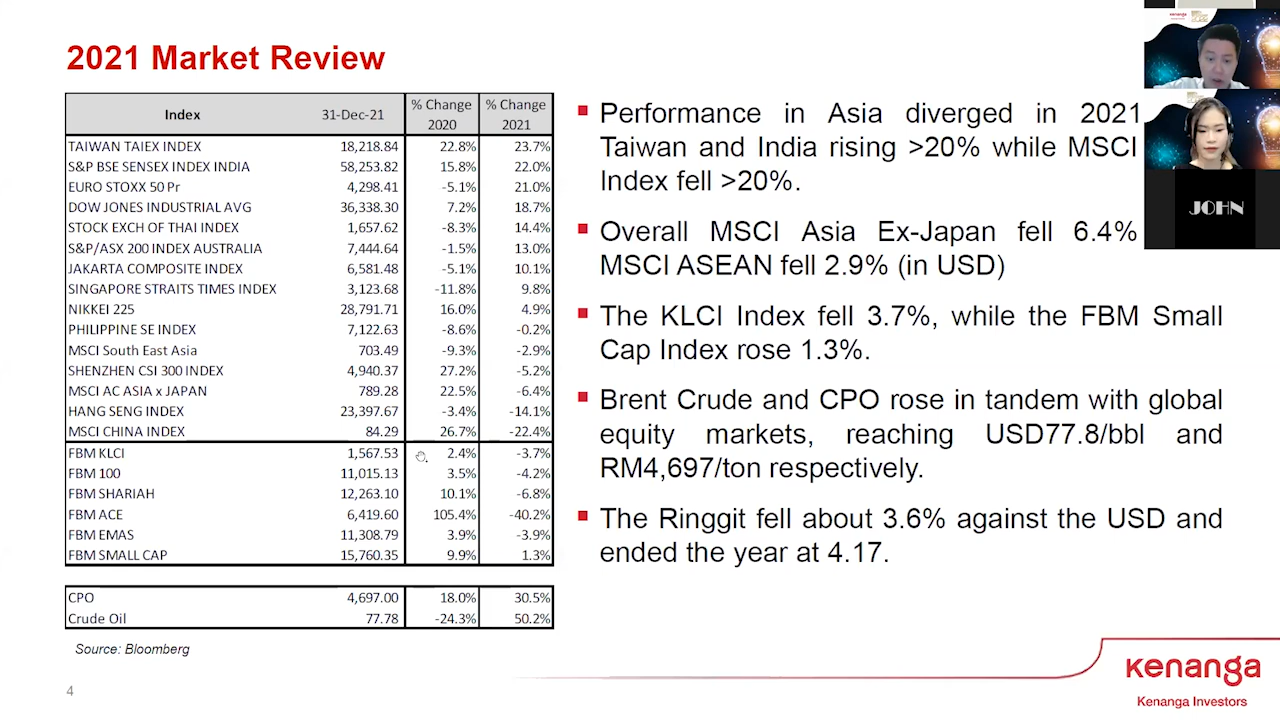 2021 Market Review
Index 31-Dec-21 % Change 2020 % Change 2021
TAIWAN TAIEX INDEX 18,218.84 22.8% 23.7%
S&P BSE SENSEX INDEX INDIA 58,253.82 15.8% 22.0%
EURO STOXX 50 Pr 4,298.41 -5.1% 21.0%
DOW JONES INDUSTRIAL AVG 36,338.30 7.2% 18.7%
STOCK EXCH OF THAI INDEX 1,657.62 -8.3% 14.4%
S&P/ASX 200 INDEX AUSTRALIA 7,444.64 -1.5% 13.0%
JAKARTA COMPOSITE INDEX 6,581.48 -5.1% 10.1%
SINGAPORE STRAITS TIMES INDEX 3,123.68 -11.8% 9.8%
NIKKEI 225 28,791.71 16.0% 4.9%
PHILIPPINE SE INDEX 7,122.63 -8.6% -0.2%
MSCI South East Asia 703.49 -9.3% -2.9%
SHENZHEN CSI 300 INDEX 4,940.37 27.2% -5.2%
MSCI AC ASIA x JAPAN 789.28 22.5% -6.4%
HANG SENG INDEX 23,397.67 -3.4% -14.1%
MSCI CHINA INDEX 84.29 26.7% -22.4%
FBM KLCI 1,567.53 2.4% -3.7%
FBM 100 11,015.13 3.5% -4.2%
FBM SHARIAH 12,263.10 10.1% -6.8%
FBM ACE 6,419.60 105.4% -40.2%
FBM EMAS 11,308.79 3.9% -3.9%
FBM SMALL CAP 15,760.35 9.9% 1.3%
CPO 4,697.00 18.0% 30.5%
Crude Oil 77.78 -24.3% 50.2%
Source: Bloomberg
4
Performance in Asia diverged in 2021
Taiwan and India rising >20% while MSCI
Index fell >20%.
Overall MSCI Asia Ex-Japan fell 6.4%
MSCI ASEAN fell 2.9% (in USD)
The KLCI Index fell 3.7%, while the FBM Small
Cap Index rose 1.3%.
Brent Crude and CPO rose in tandem with global
equity markets, reaching USD77.8/bbl and
RM4,697/ton respectively.
The Ringgit fell about 3.6% against the USD and
ended the year at 4.17.
kenanga
JOHN
kenanga
Kenanga Investors